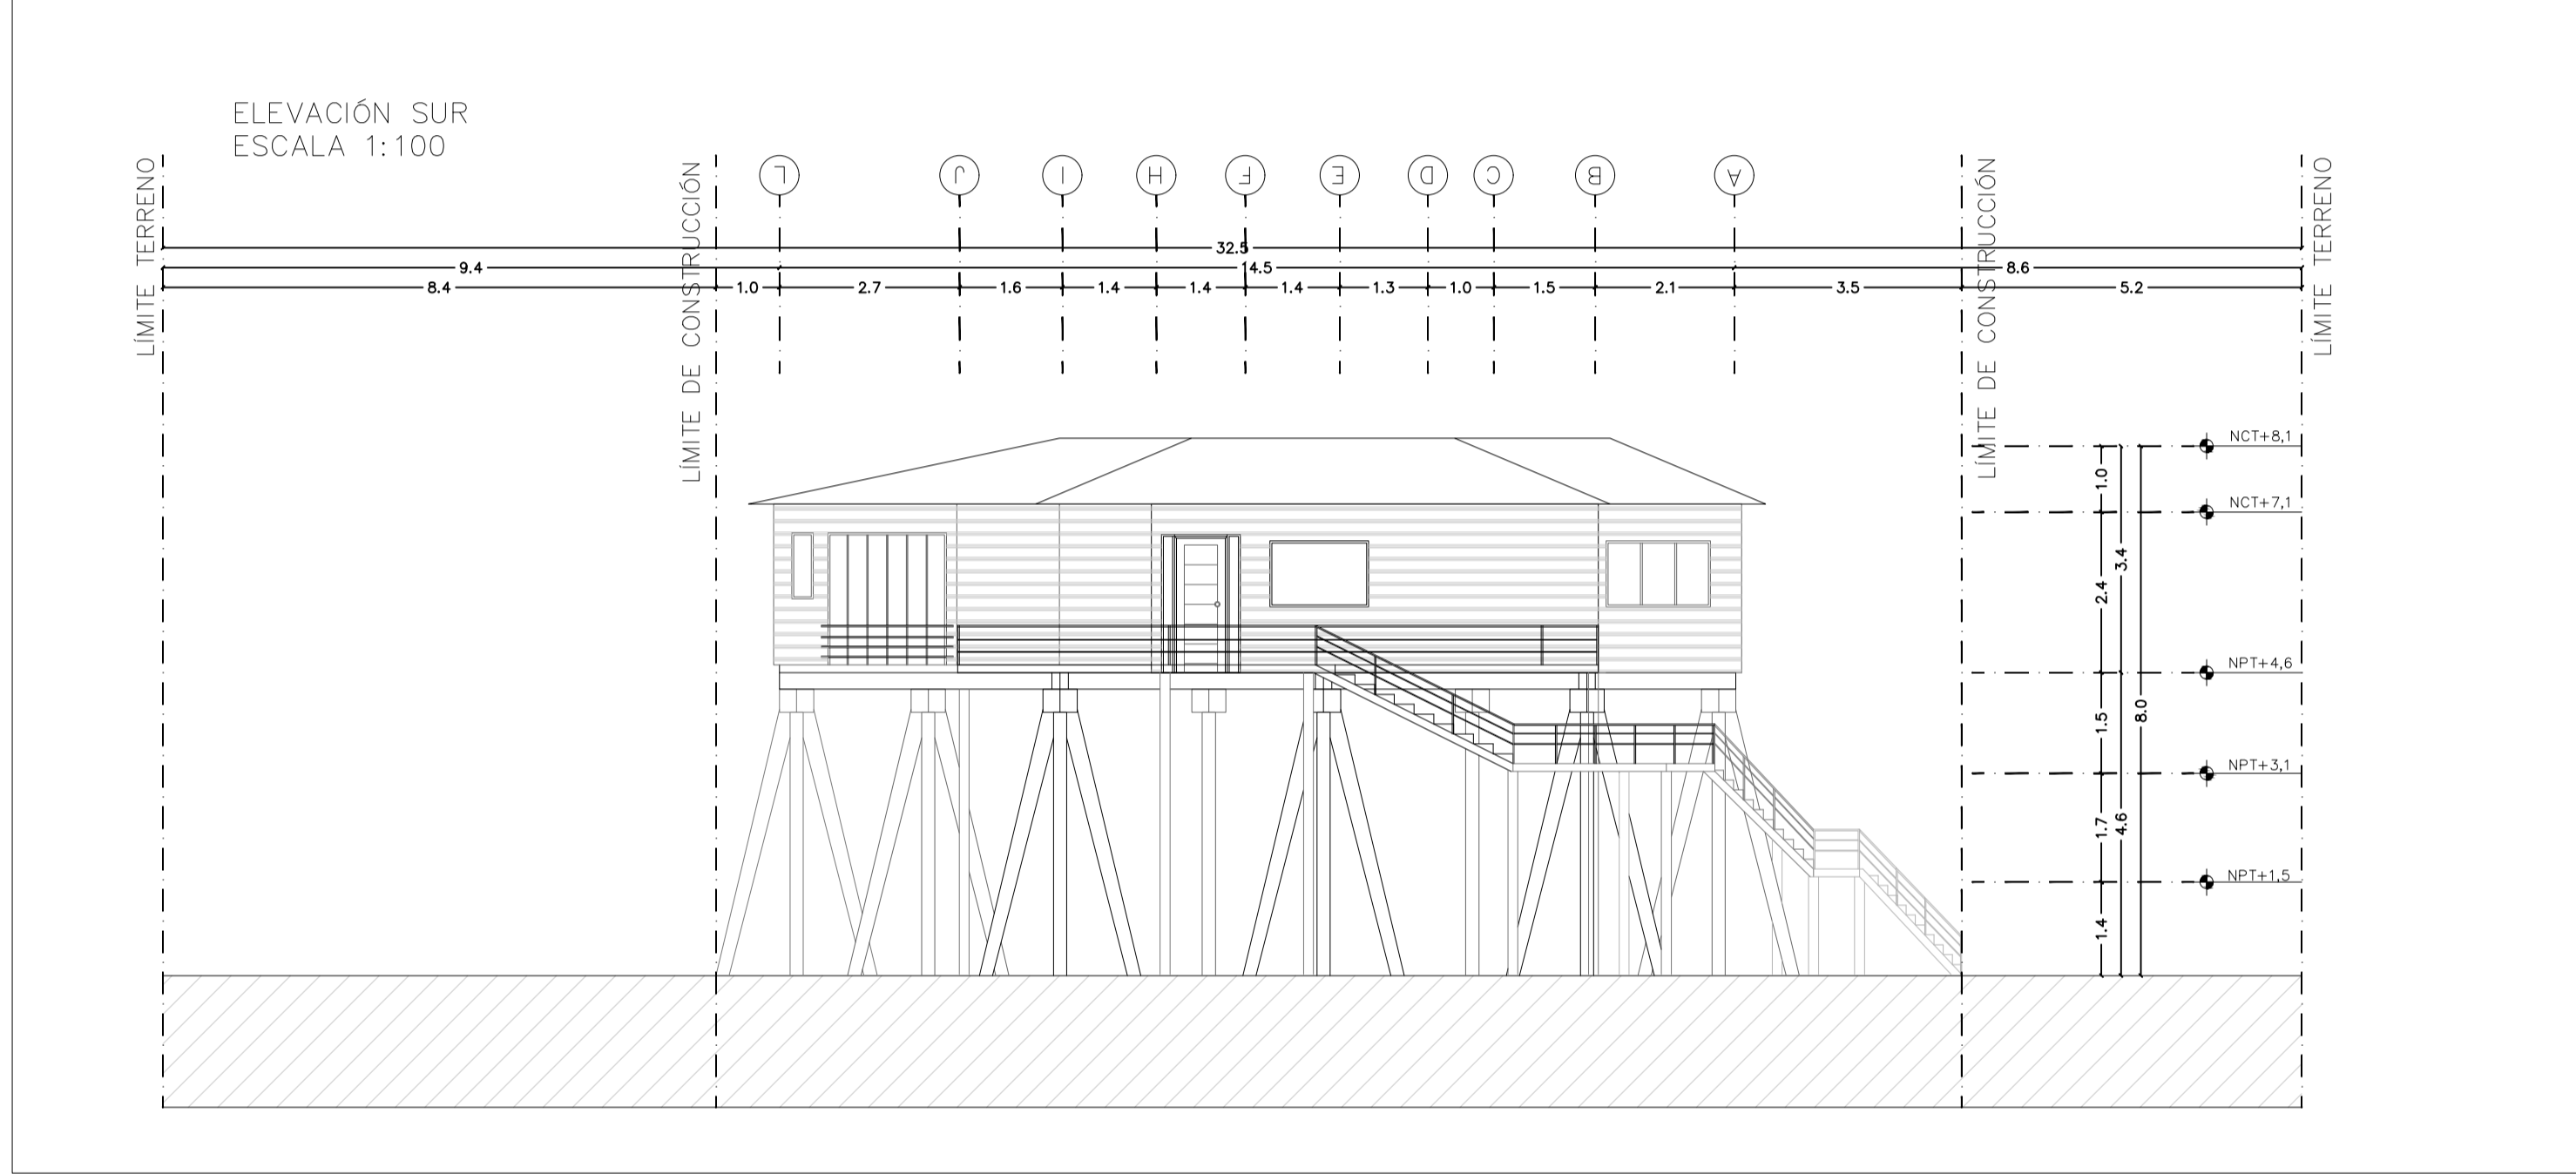 ELEVACIÓN SUR
ESCALA 1:100
LÍMITE TERRENO
LÍMITE DE CONSTRUCCIÓN
L
J
I
H
F
E
D
C
B
A
LÍMITE DE CONSTRUCCIÓN
LÍMITE TERRENO
32.5
9.4
14.5
8.6
8.4
1.0
2.7
1.6
1.4
1.4
1.4
1.3
1.0
1.5
2.1
3.5
5.2
NCT+8,1
1.0
NCT+7,1
3.4
2.4
NPT+4,6
8.0
1.5
NPT+3,1
4.6
1.7
NPT+1,5
1.4